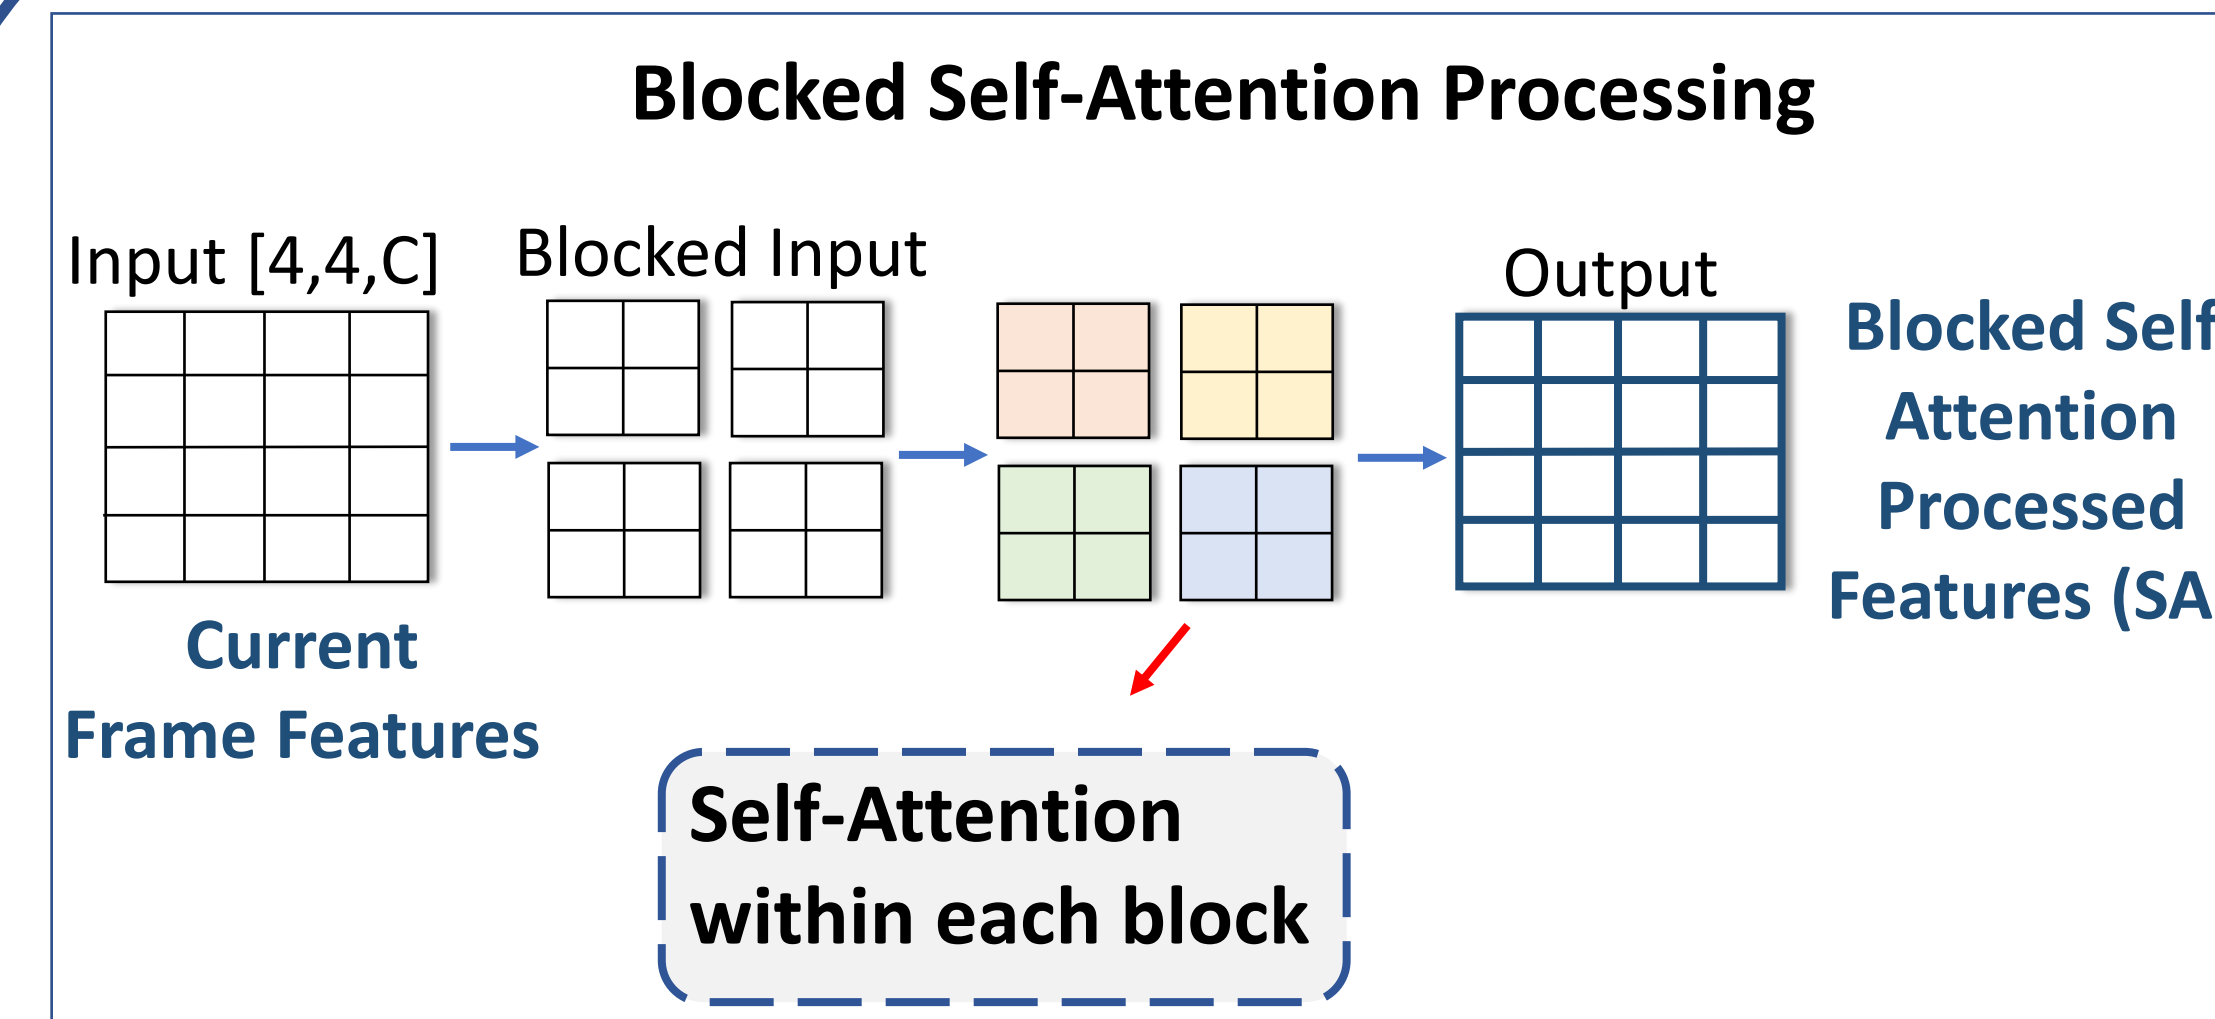 Blocked Self-Attention Processing
Input [4,4,C]
Blocked Input
Output
Blocked Self
Attention
Processed
Features (SA
Current
Frame Features
Self-Attention
within each block